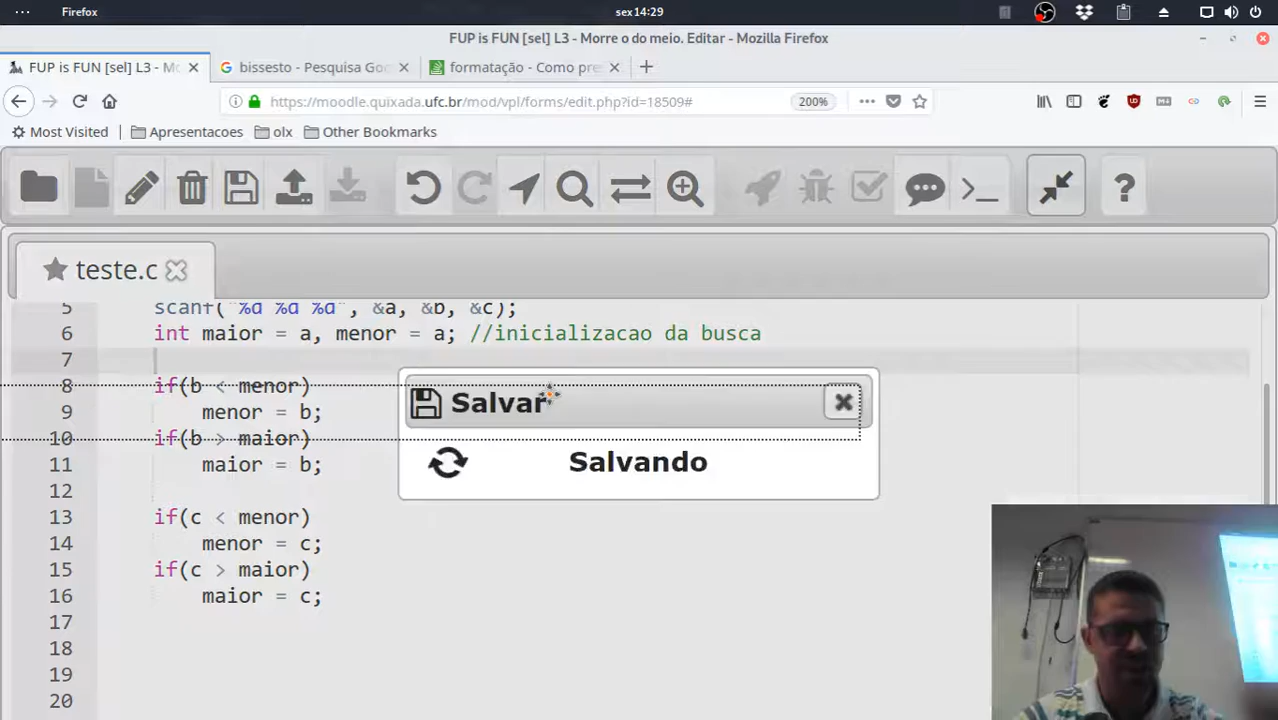 Firefox
sex 14:29
FUP is FUN [sel] L3 - Morre o do meio. Editar - Mozilla Firefox
FUP is FUN [sel] L3 - Mo
bissesto - Pesquisa Goo
formatação - Como pre
https://moodle.quixada.ufc.br/mod/vpl/forms/edit.php?id=18509#
200%
Most Visited
Apresentacoes
olx
Other Bookmarks
teste.c
5 scanf("%d %d %d", &a, &b, &c);
6 int maior = a, menor = a; //inicializacao da busca
7
8 if(b < menor)
9 menor = b;
10 if(b > maior)
11 maior = b;
12
13 if(c < menor)
14 menor = c;
15 if(c > maior)
16 maior = c;
17
18
19
20
Salvar
Salvando